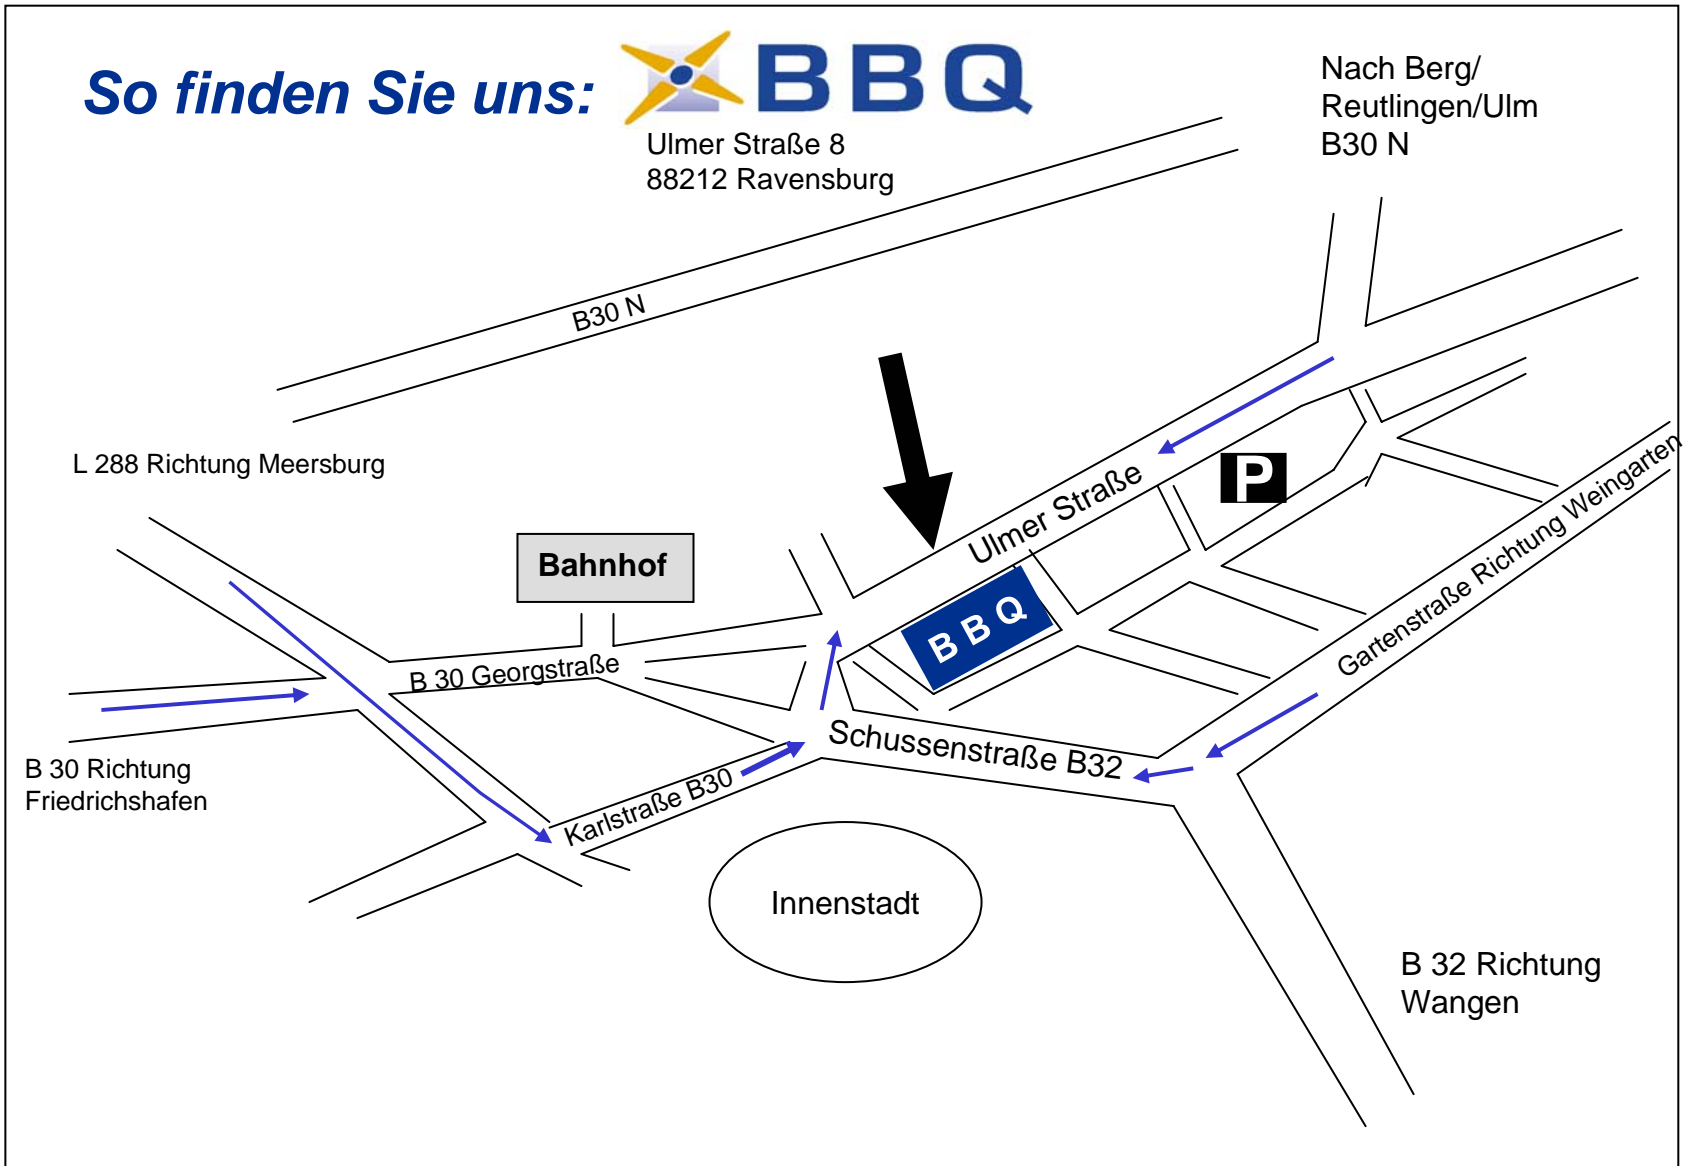 So finden Sie uns:
BBQ
Ulmer Straße 8
88212 Ravensburg
Nach Berg/
Reutlingen/Ulm
B30 N
B30 N
L 288 Richtung Meersburg
Bahnhof
Ulmer Straße
P
B B Q
Gartenstraße Richtung Weingarten
B 30 Georgstraße
Schussenstraße B32
B 30 Richtung
Friedrichshafen
Karlstraße B30
Innenstadt
B 32 Richtung
Wangen